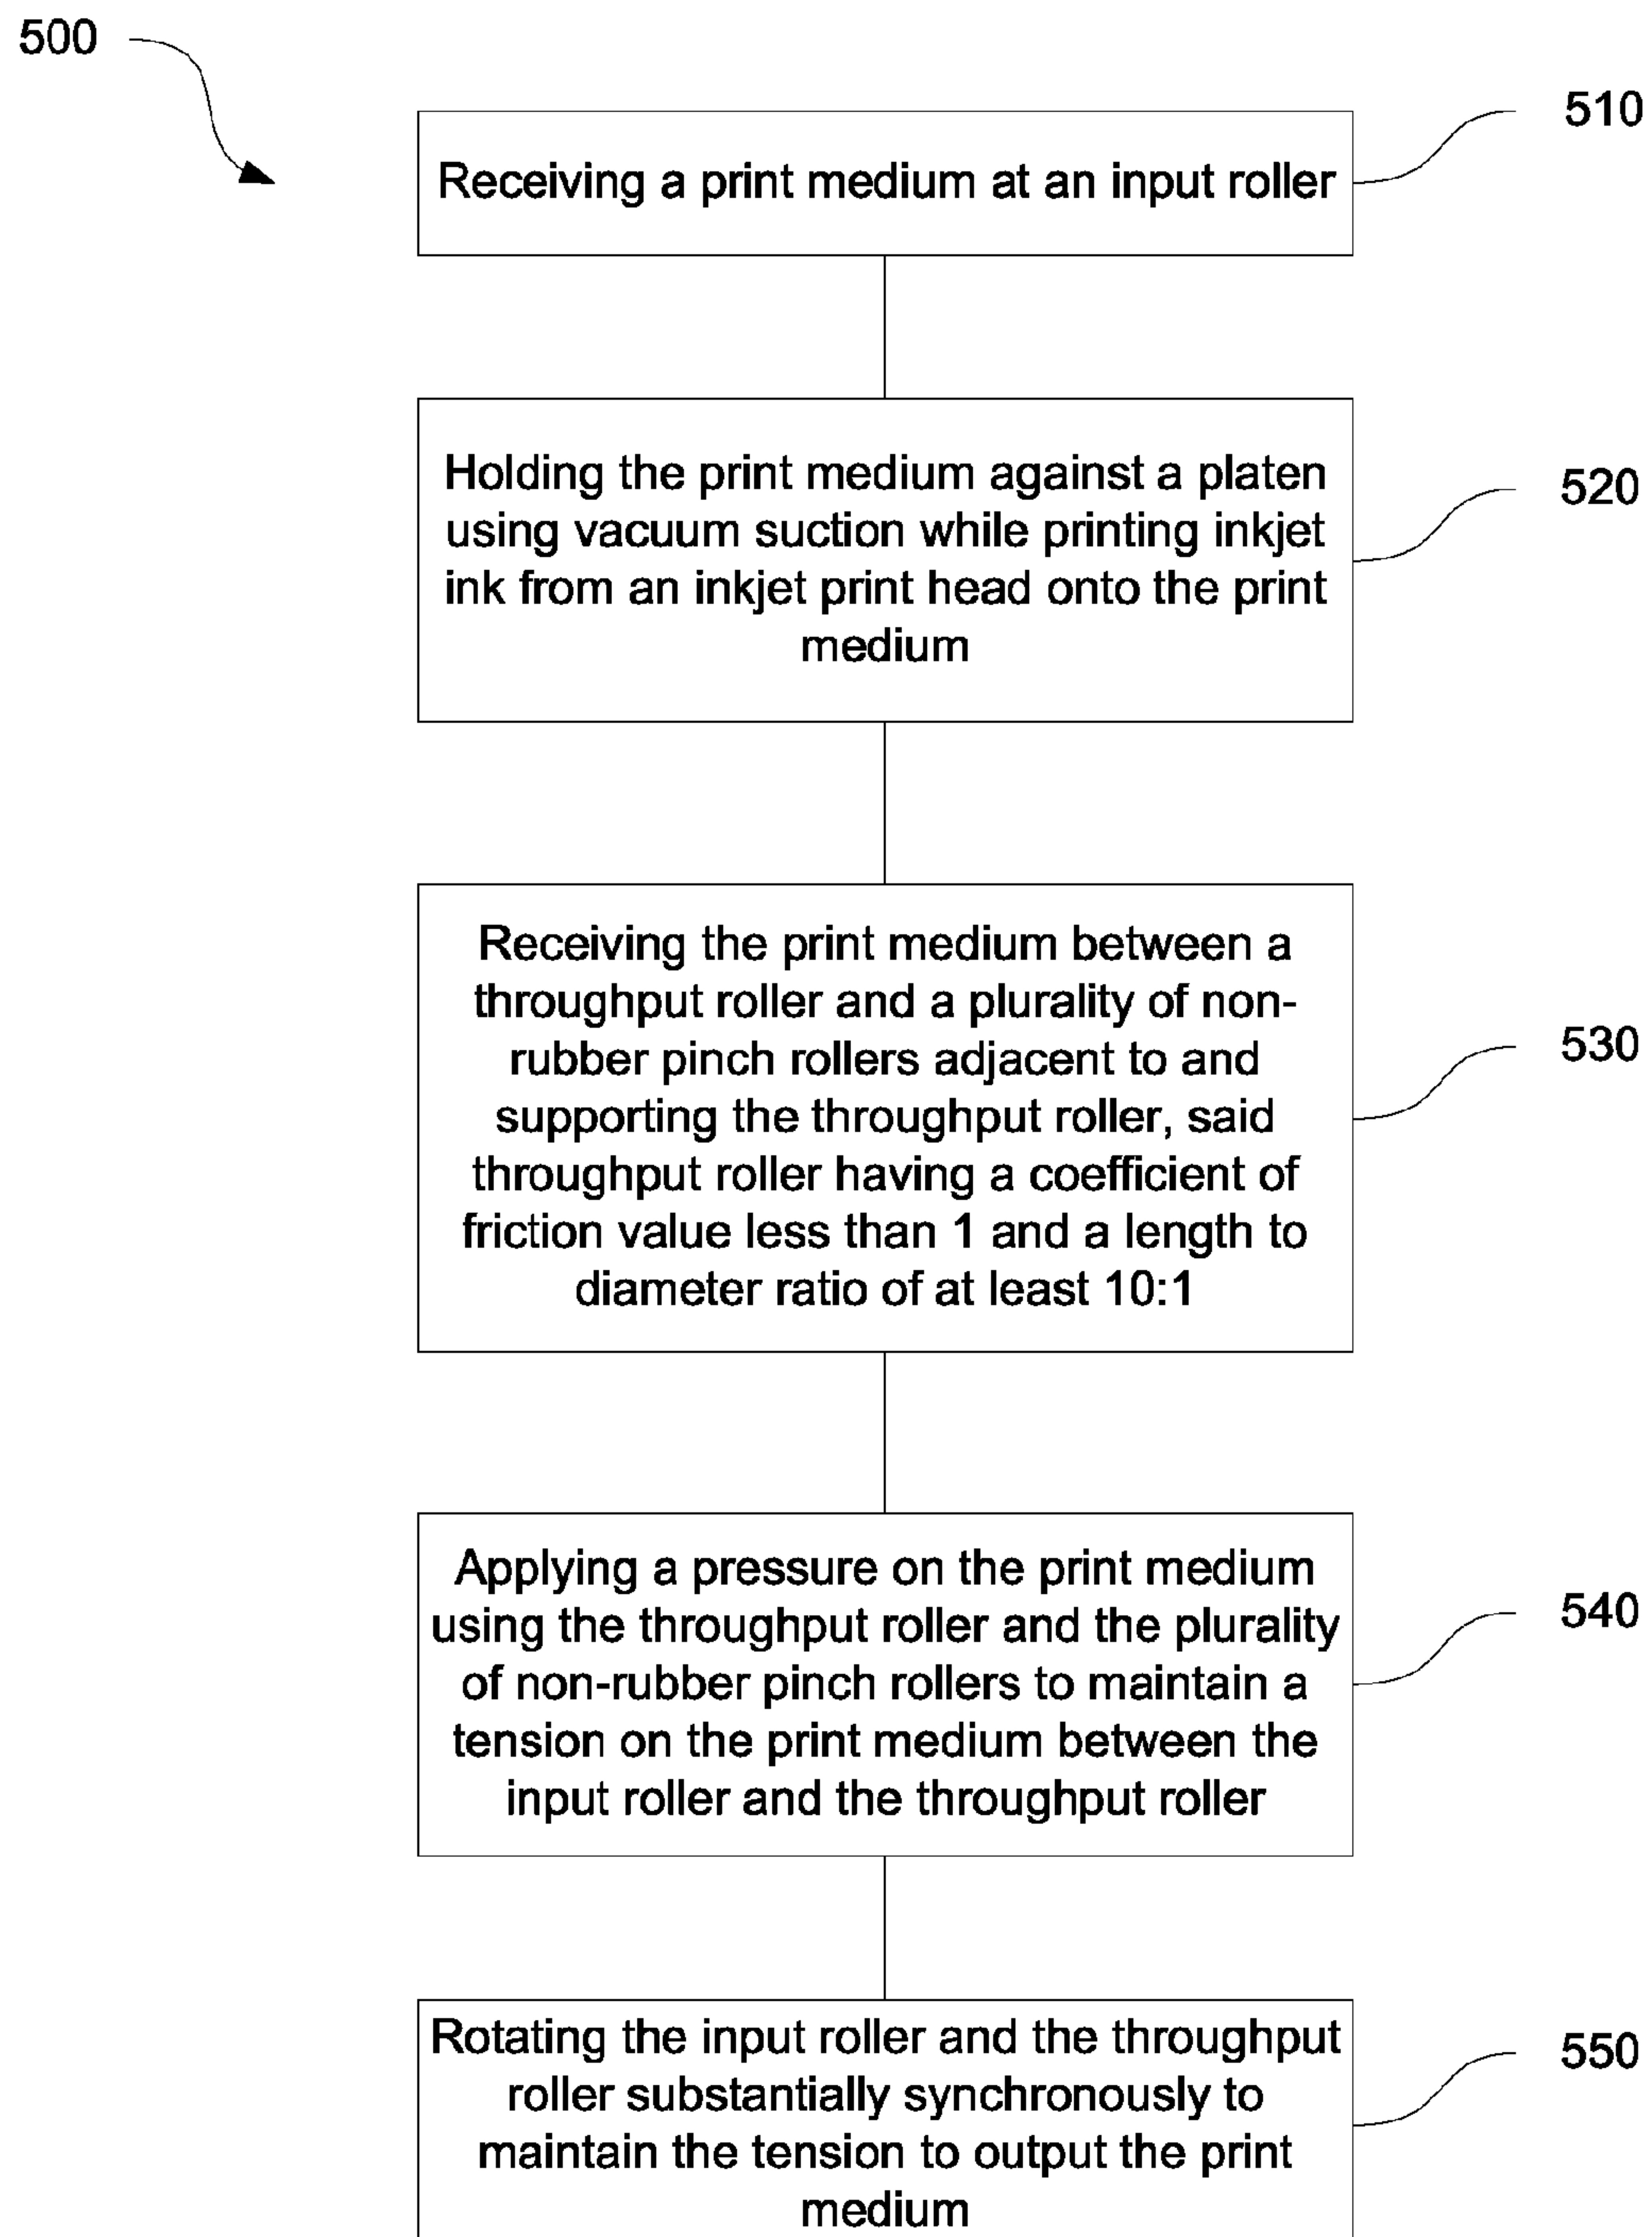 500
510
Receiving a print medium at an input roller
Holding the print medium against a platen
using vacuum suction while printing inkjet
ink from an inkjet print head onto the print
medium
520
Receiving the print medium between a
throughput roller and a plurality of non-
rubber pinch rollers adjacent to and
supporting the throughput roller, said
throughput roller having a coefficient of
friction value less than 1 and a length to
diameter ratio of at least 10:1
530
Applying a pressure on the print medium
using the throughput roller and the plurality
of non-rubber pinch rollers to maintain a
tension on the print medium between the
input roller and the throughput roller
540
Rotating the input roller and the throughput
roller substantially synchronously to
maintain the tension to output the print
medium
550